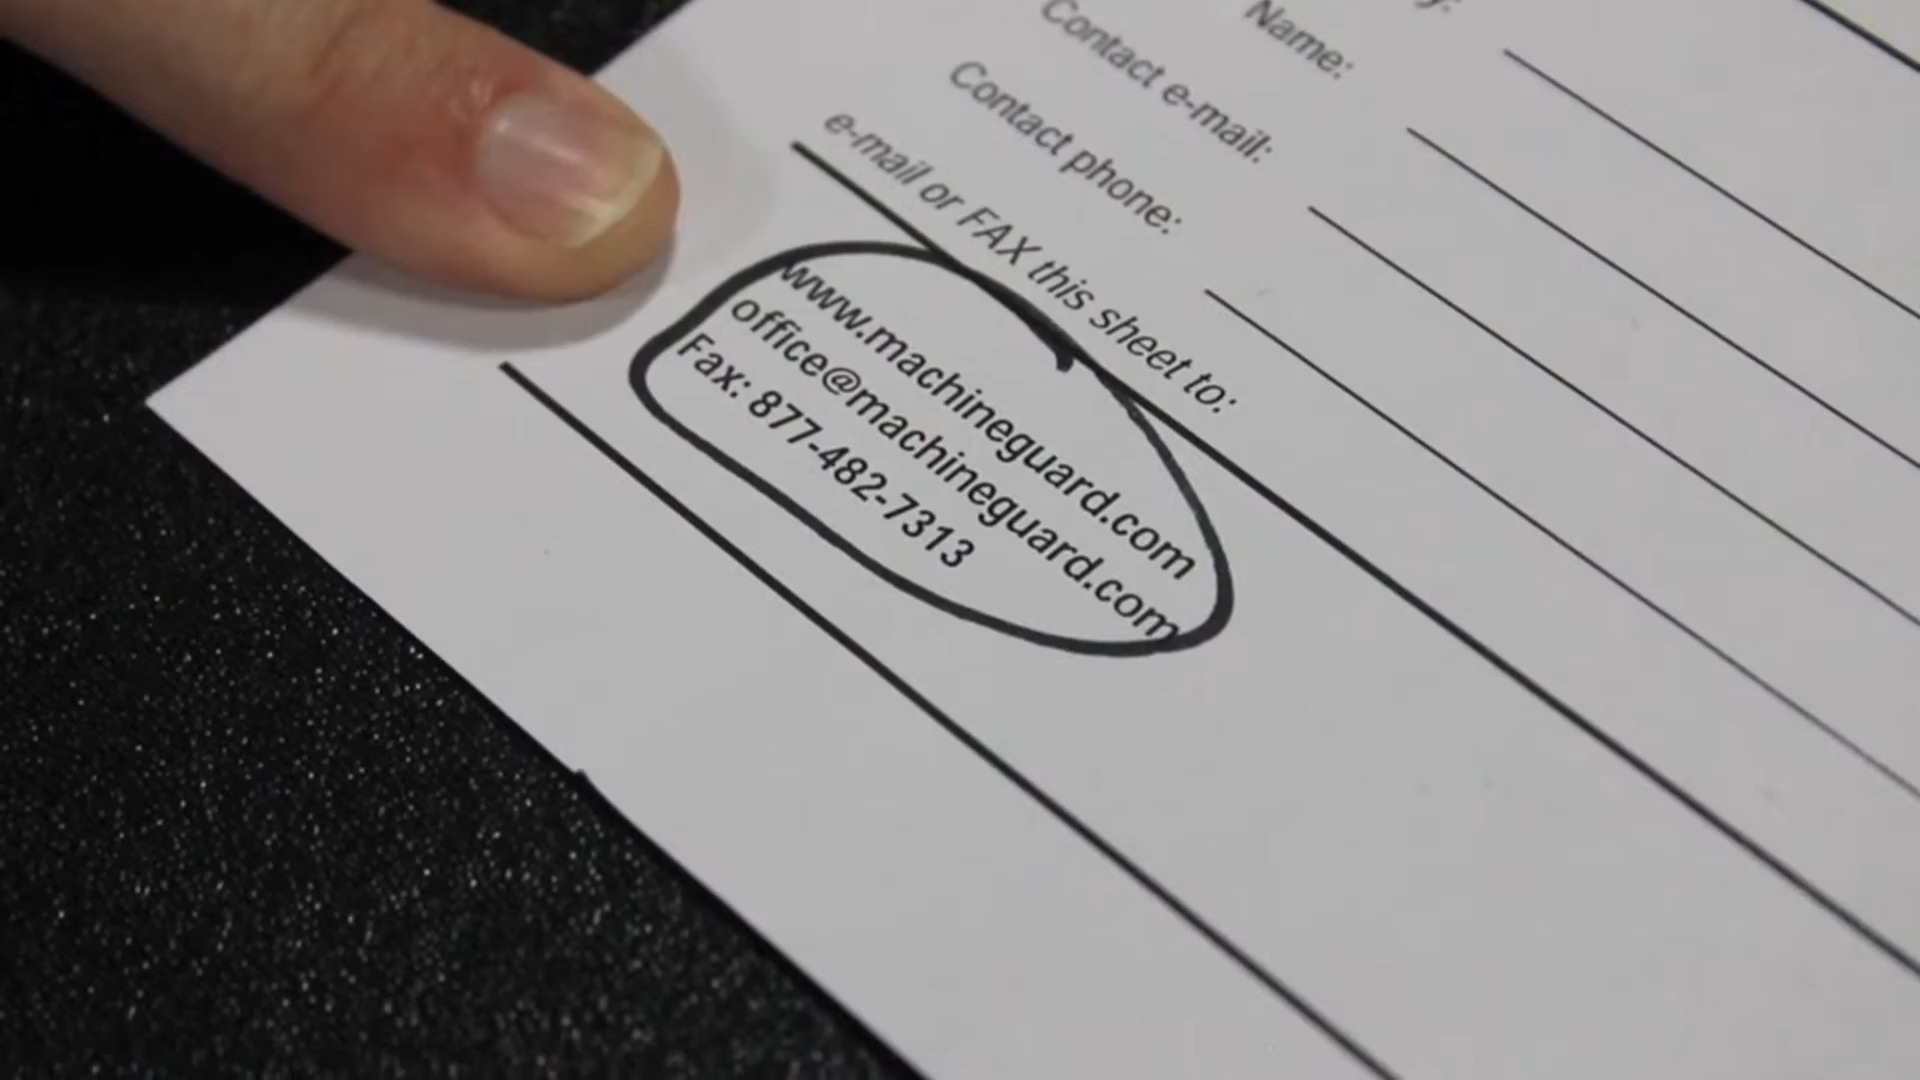 Name:
Contact e-mail:
Contact phone:
e-mail or FAX this sheet to:
www.machineguard.com
office@machineguard.com
Fax: 877-482-7313